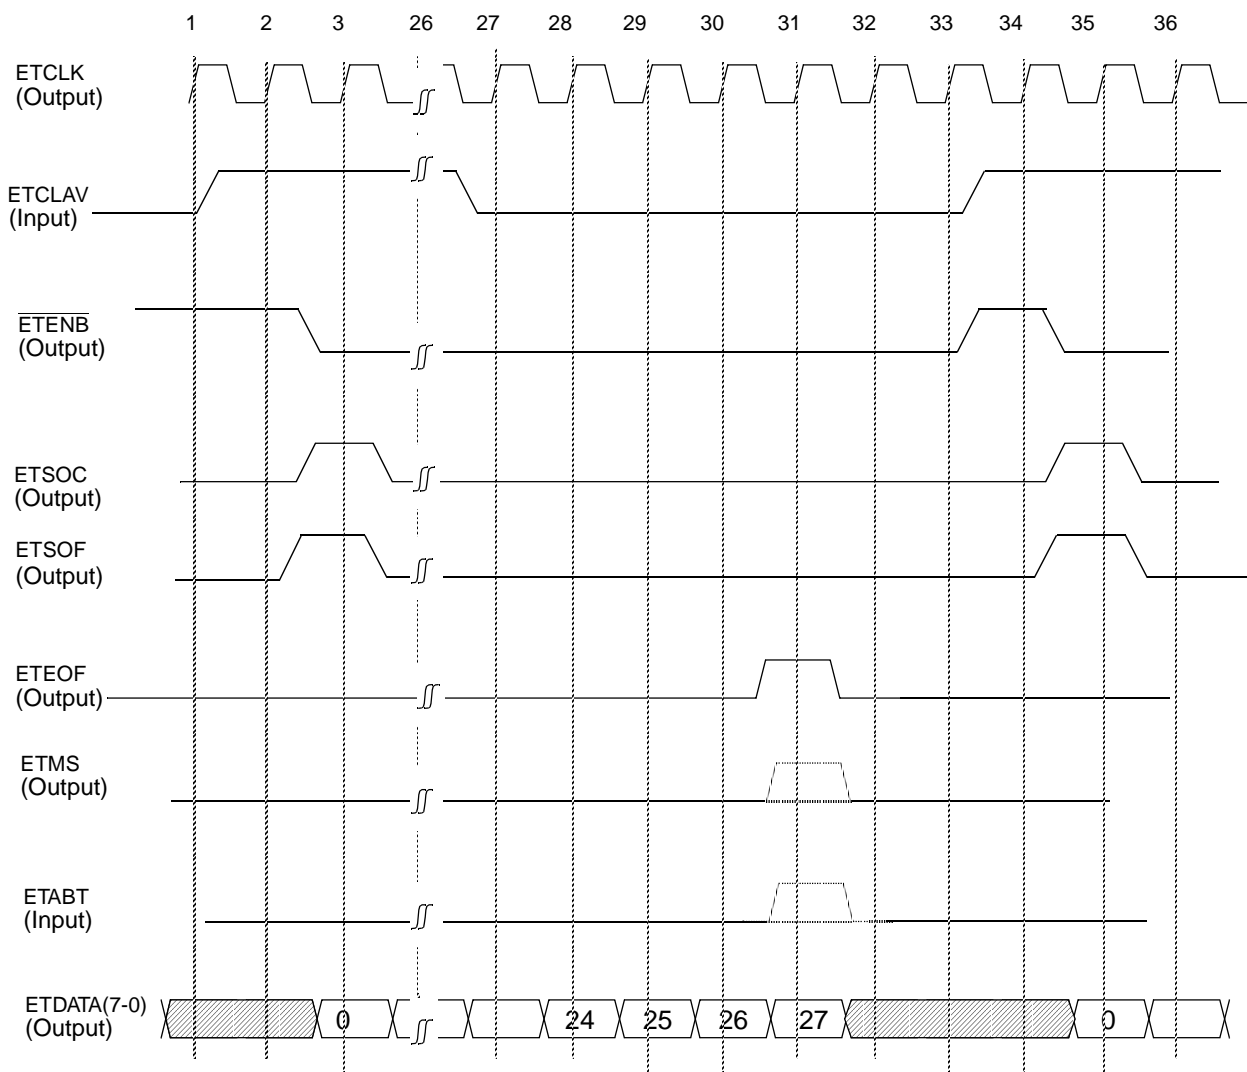 1 2 3 26 27 28 29 30 31 32 33 34 35 36
ETCLK
(Output)
ETCLAV
(Input)
ETENB
(Output)
ETSOC
(Output)
ETSOF
(Output)
ETEOF
(Output)
ETMS
(Output)
ETABT
(Input)
ETDATA(7-0)
(Output)
0 24 25 26 27 0